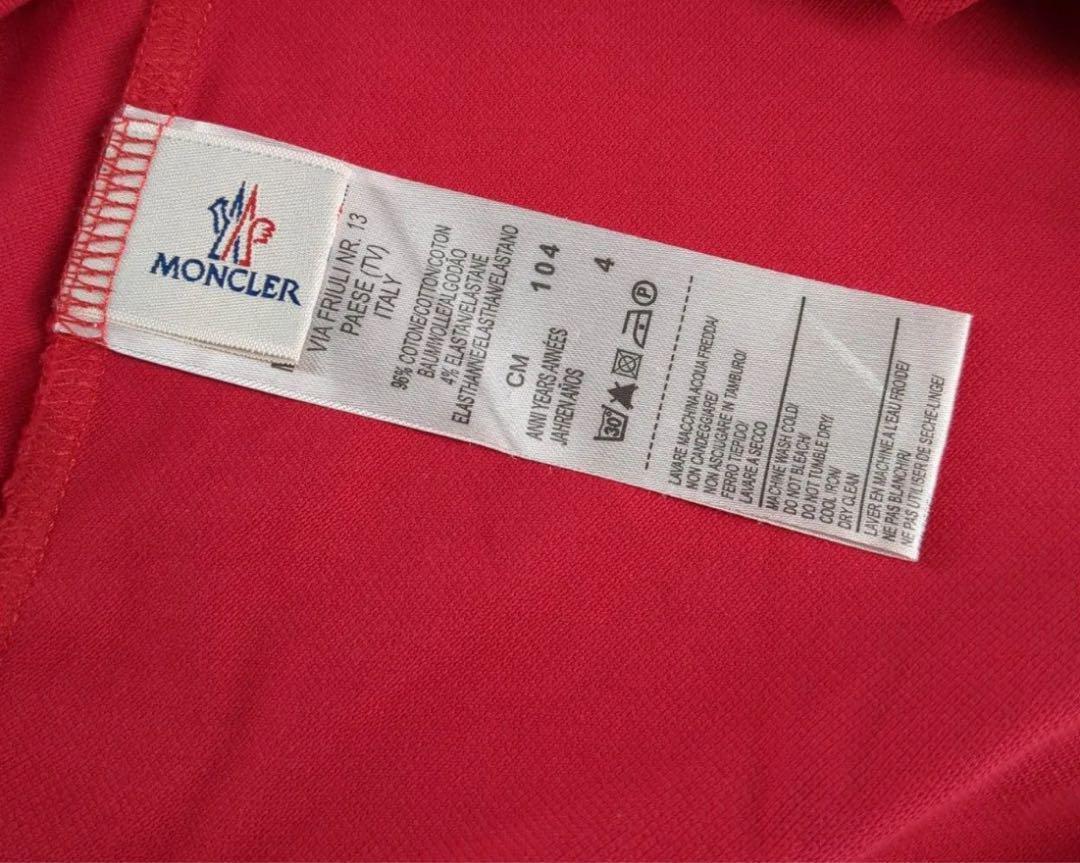 MONCLER
VIA FRIULI NR. 13
PAESE (TV)
ITALY
96% COTONE/COTTON/COTON
BAUMWOLLE/ALGODÃO
4% ELASTAN/ELASTANE
ELASTHANNE/ELASTHAN/ELASTANO
CM 104
ANNI YEARS ANNÉES 4
JAHREN AÑOS
30° P
LAVARE MACCHINA ACQUA FREDDA/
NON CANDEGGIARE/
NON ASCIUGARE IN TAMBURO/
FERRO TIEPIDO/
LAVARE A SECCO
MACHINE WASH COLD/
DO NOT BLEACH/
DO NOT TUMBLE DRY/
COOL IRON/
DRY CLEAN
LAVER EN MACHINE A L'EAU FROIDE/
NE PAS BLANCHIR/
NE PAS UTILISER DE SECHE-LINGE/